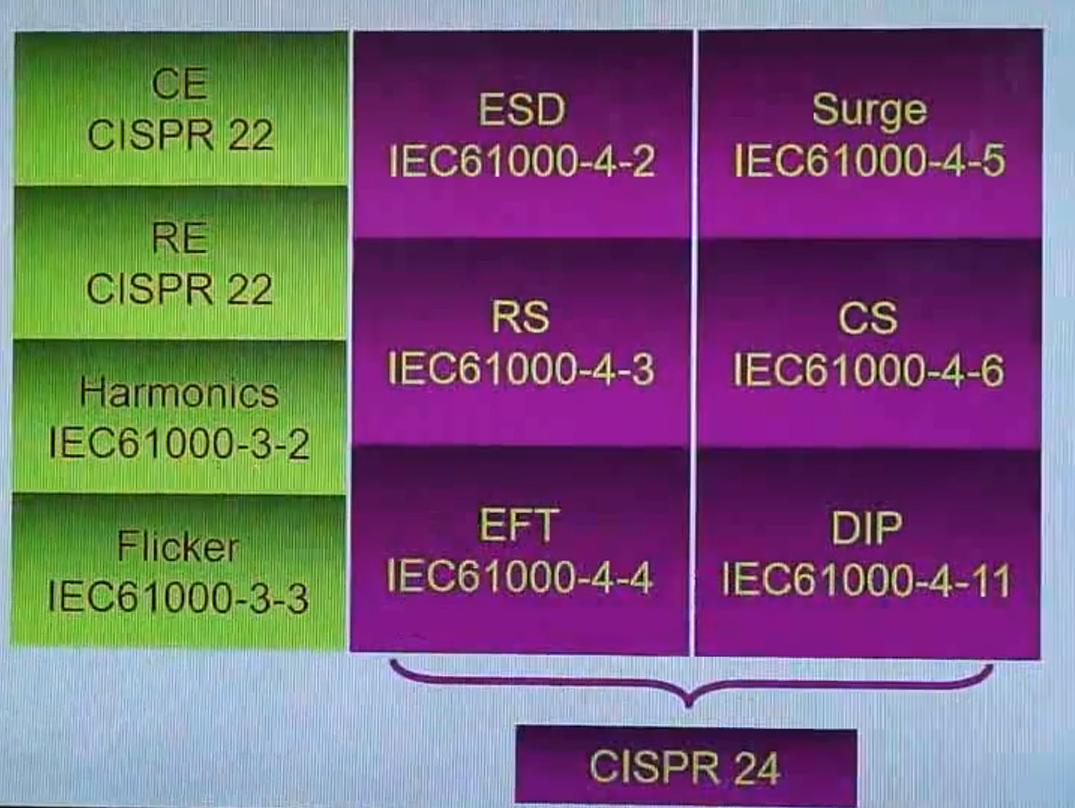 CE
CISPR 22
RE
CISPR 22
Harmonics
IEC61000-3-2
Flicker
IEC61000-3-3
ESD
IEC61000-4-2
RS
IEC61000-4-3
EFT
IEC61000-4-4
Surge
IEC61000-4-5
CS
IEC61000-4-6
DIP
IEC61000-4-11
CISPR 24